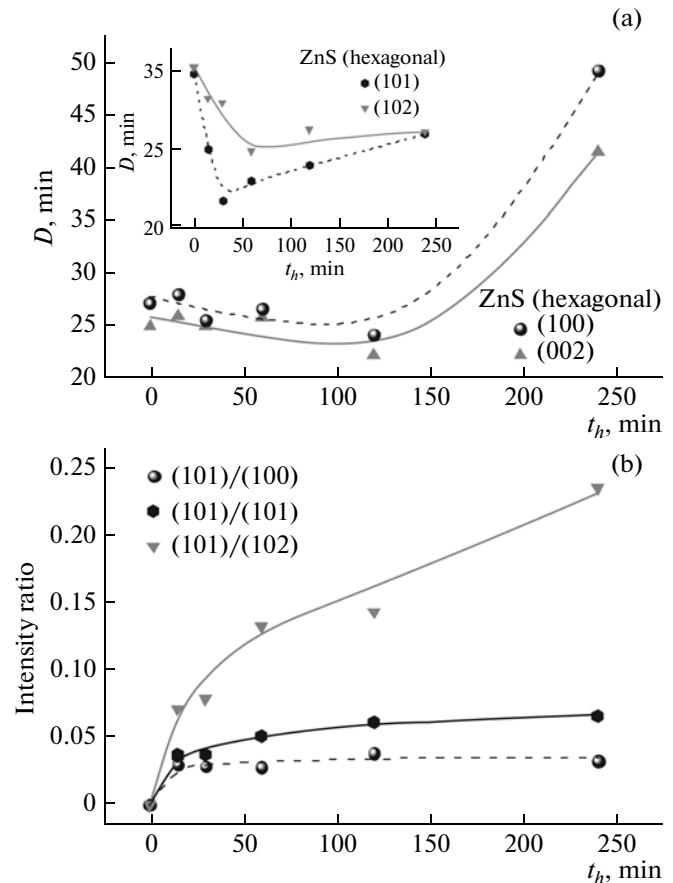 (a)
50
45
40
35
30
25
20
D, min
35
25
20
D, min
ZnS (hexagonal)
(101)
(102)
0 50 100 150 200 250
t_h, min
ZnS (hexagonal)
(100)
(002)
0 50 100 150 200 250
t_h, min
(b)
0.25
0.20
0.15
0.10
0.05
0
Intensity ratio
(101)/(100)
(101)/(101)
(101)/(102)
0 50 100 150 200 250
t_h, min